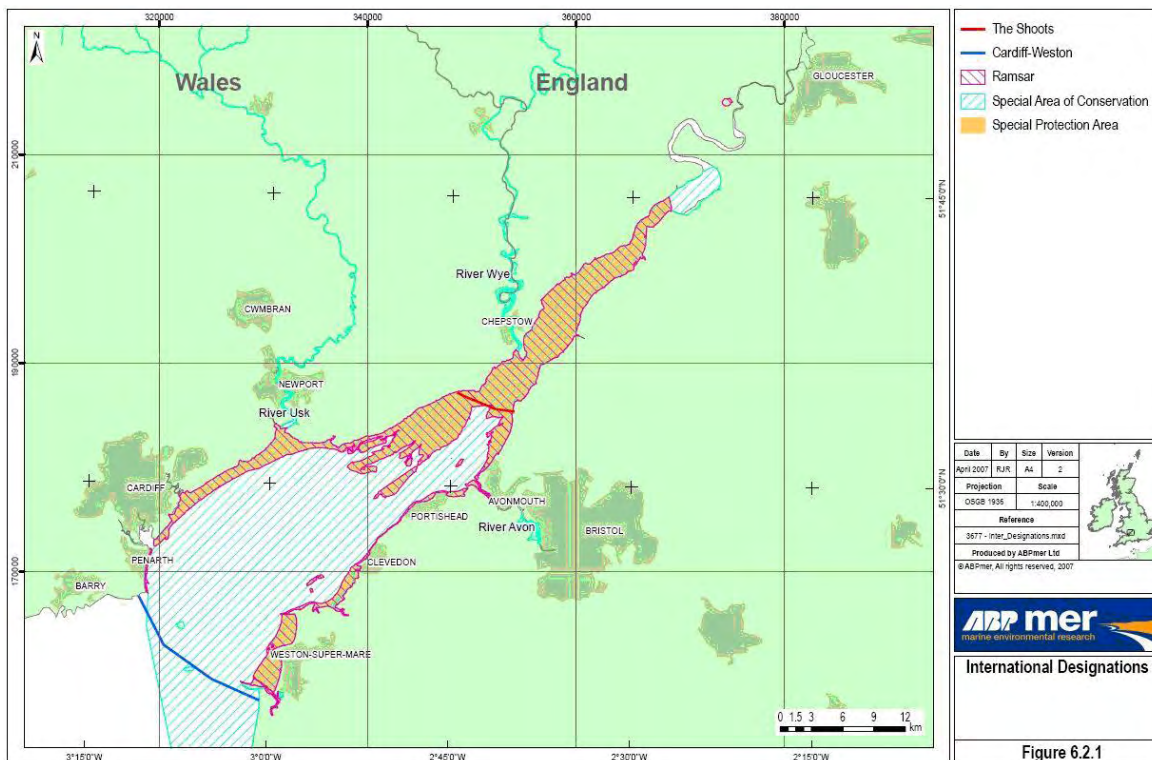 320000 340000 360000 380000
N
Wales
England
GLOUCESTER
210000
51°45'0"N
River Wye
CWMBRAN
CHEPSTOW
190000
NEWPORT
River Usk
51°30'0"N
CARDIFF
AVONMOUTH
PORTISHEAD
River Avon
BRISTOL
PENARTH
CLEVEDON
170000
BARRY
WESTON-SUPER-MARE
0 1.5 3 6 9 12
km
3°15'0"W 3°0'0"W 2°45'0"W 2°30'0"W 2°15'0"W
The Shoots
Cardiff-Weston
Ramsar
Special Area of Conservation
Special Protection Area
Date By Size Version
April 2007 RJR A4 2
Projection Scale
OSGB 1936 1:400,000
Reference
3677 - Inter_Designations.mxd
Produced by ABPmer Ltd
© ABPmer, All rights reserved, 2007
ABP mer
marine environmental research
International Designations
Figure 6.2.1